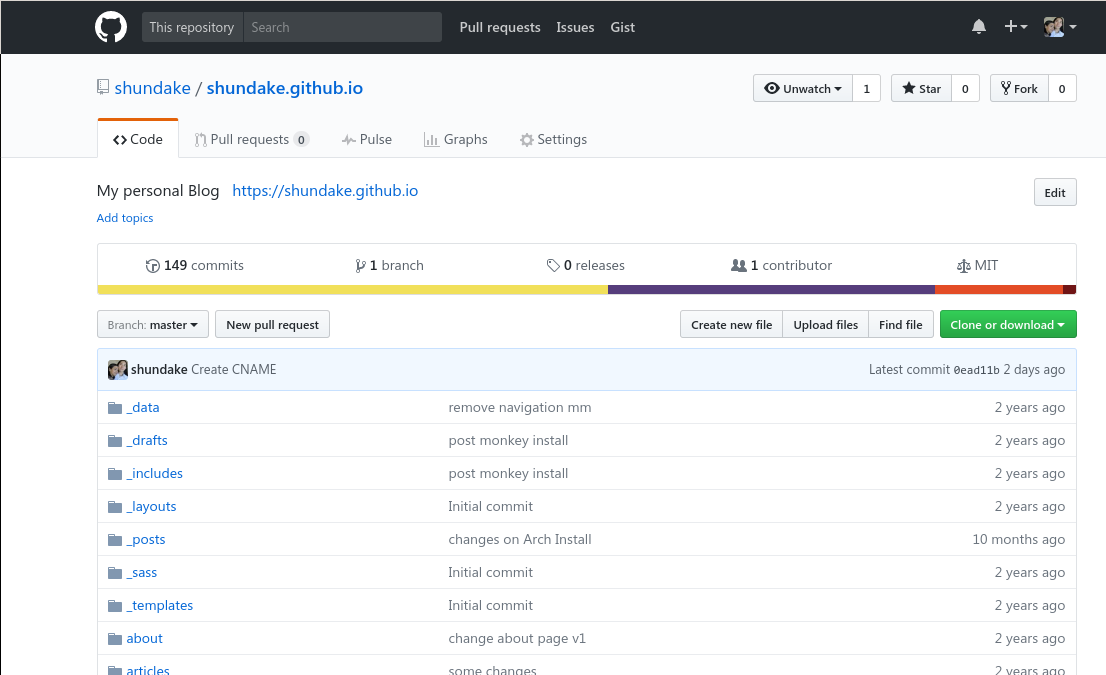 This repository Search Pull requests Issues Gist
shundake / shundake.github.io Unwatch 1 Star 0 Fork 0
Code Pull requests 0 Pulse Graphs Settings
My personal Blog https://shundake.github.io Edit
Add topics
149 commits 1 branch 0 releases 1 contributor MIT
Branch: master New pull request Create new file Upload files Find file Clone or download
shundake Create CNAME Latest commit 0ead11b 2 days ago
_data remove navigation mm 2 years ago
_drafts post monkey install 2 years ago
_includes post monkey install 2 years ago
_layouts Initial commit 2 years ago
_posts changes on Arch Install 10 months ago
_sass Initial commit 2 years ago
_templates Initial commit 2 years ago
about change about page v1 2 years ago
articles some changes 2 years ago